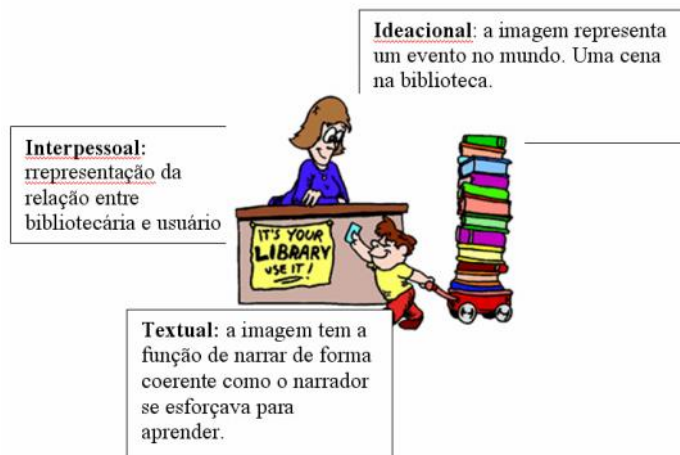 Ideacional: a imagem representa
um evento no mundo. Uma cena
na biblioteca.
Interpessoal:
rrepresentação da
relação entre
bibliotecária e usuário
IT'S YOUR
LIBRARY
USE IT!
Textual: a imagem tem a
função de narrar de forma
coerente como o narrador
se esforçava para
aprender.